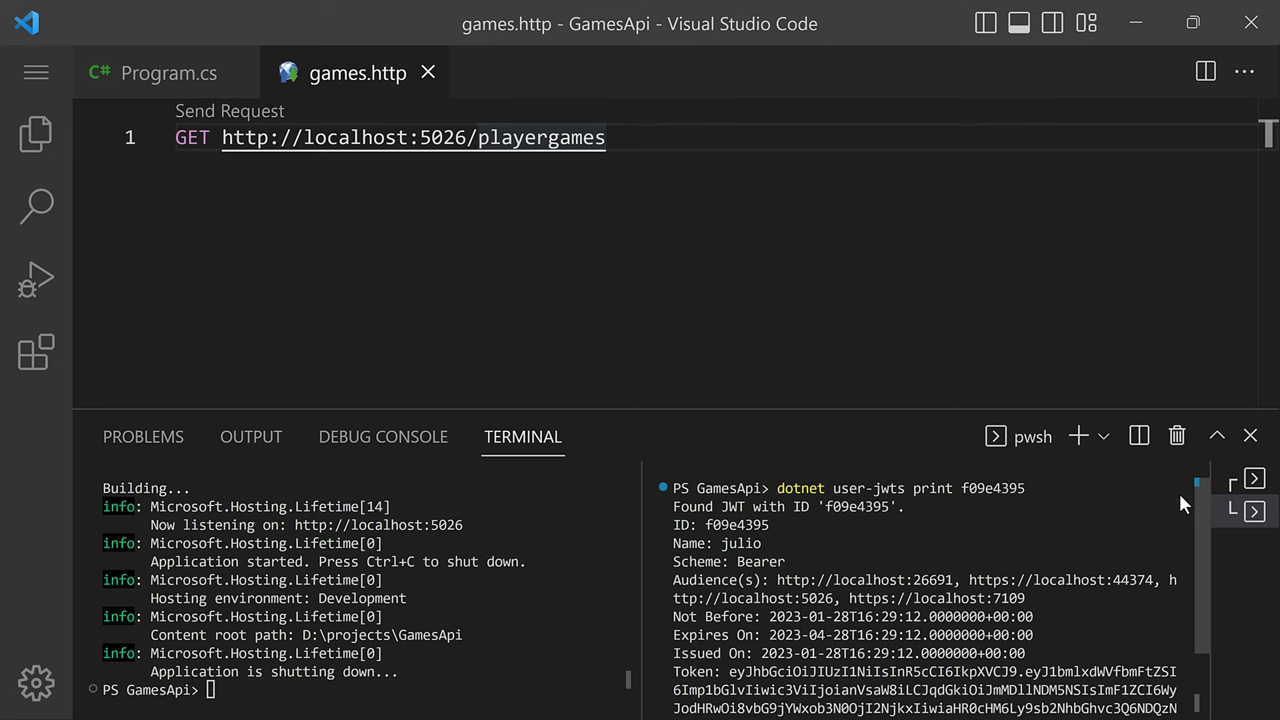 games.http - GamesApi - Visual Studio Code
C# Program.cs
games.http
Send Request
1 GET http://localhost:5026/playergames
PROBLEMS OUTPUT DEBUG CONSOLE TERMINAL
pwsh
Building...
info: Microsoft.Hosting.Lifetime[14]
Now listening on: http://localhost:5026
info: Microsoft.Hosting.Lifetime[0]
Application started. Press Ctrl+C to shut down.
info: Microsoft.Hosting.Lifetime[0]
Hosting environment: Development
info: Microsoft.Hosting.Lifetime[0]
Content root path: D:\projects\GamesApi
info: Microsoft.Hosting.Lifetime[0]
Application is shutting down...
PS GamesApi>
PS GamesApi> dotnet user-jwts print f09e4395
Found JWT with ID 'f09e4395'.
ID: f09e4395
Name: julio
Scheme: Bearer
Audience(s): http://localhost:26691, https://localhost:44374, h
ttp://localhost:5026, https://localhost:7109
Not Before: 2023-01-28T16:29:12.0000000+00:00
Expires On: 2023-04-28T16:29:12.0000000+00:00
Issued On: 2023-01-28T16:29:12.0000000+00:00
Token: eyJhbGciOiJIUzI1NiIsInR5cCI6IkpXVCJ9.eyJ1bmlxdWVfbmFtZSI
6Imp1bGlvIiwic3ViIjoianVsaW8iLCJqdGkiOiJmMDllNDM5NSIsImF1ZCI6Wy
JodHRwOi8vbG9jYWxob3N0OjI2NjkxIiwiaHR0cHM6Ly9sb2NhbGhvc3Q6NDQzN